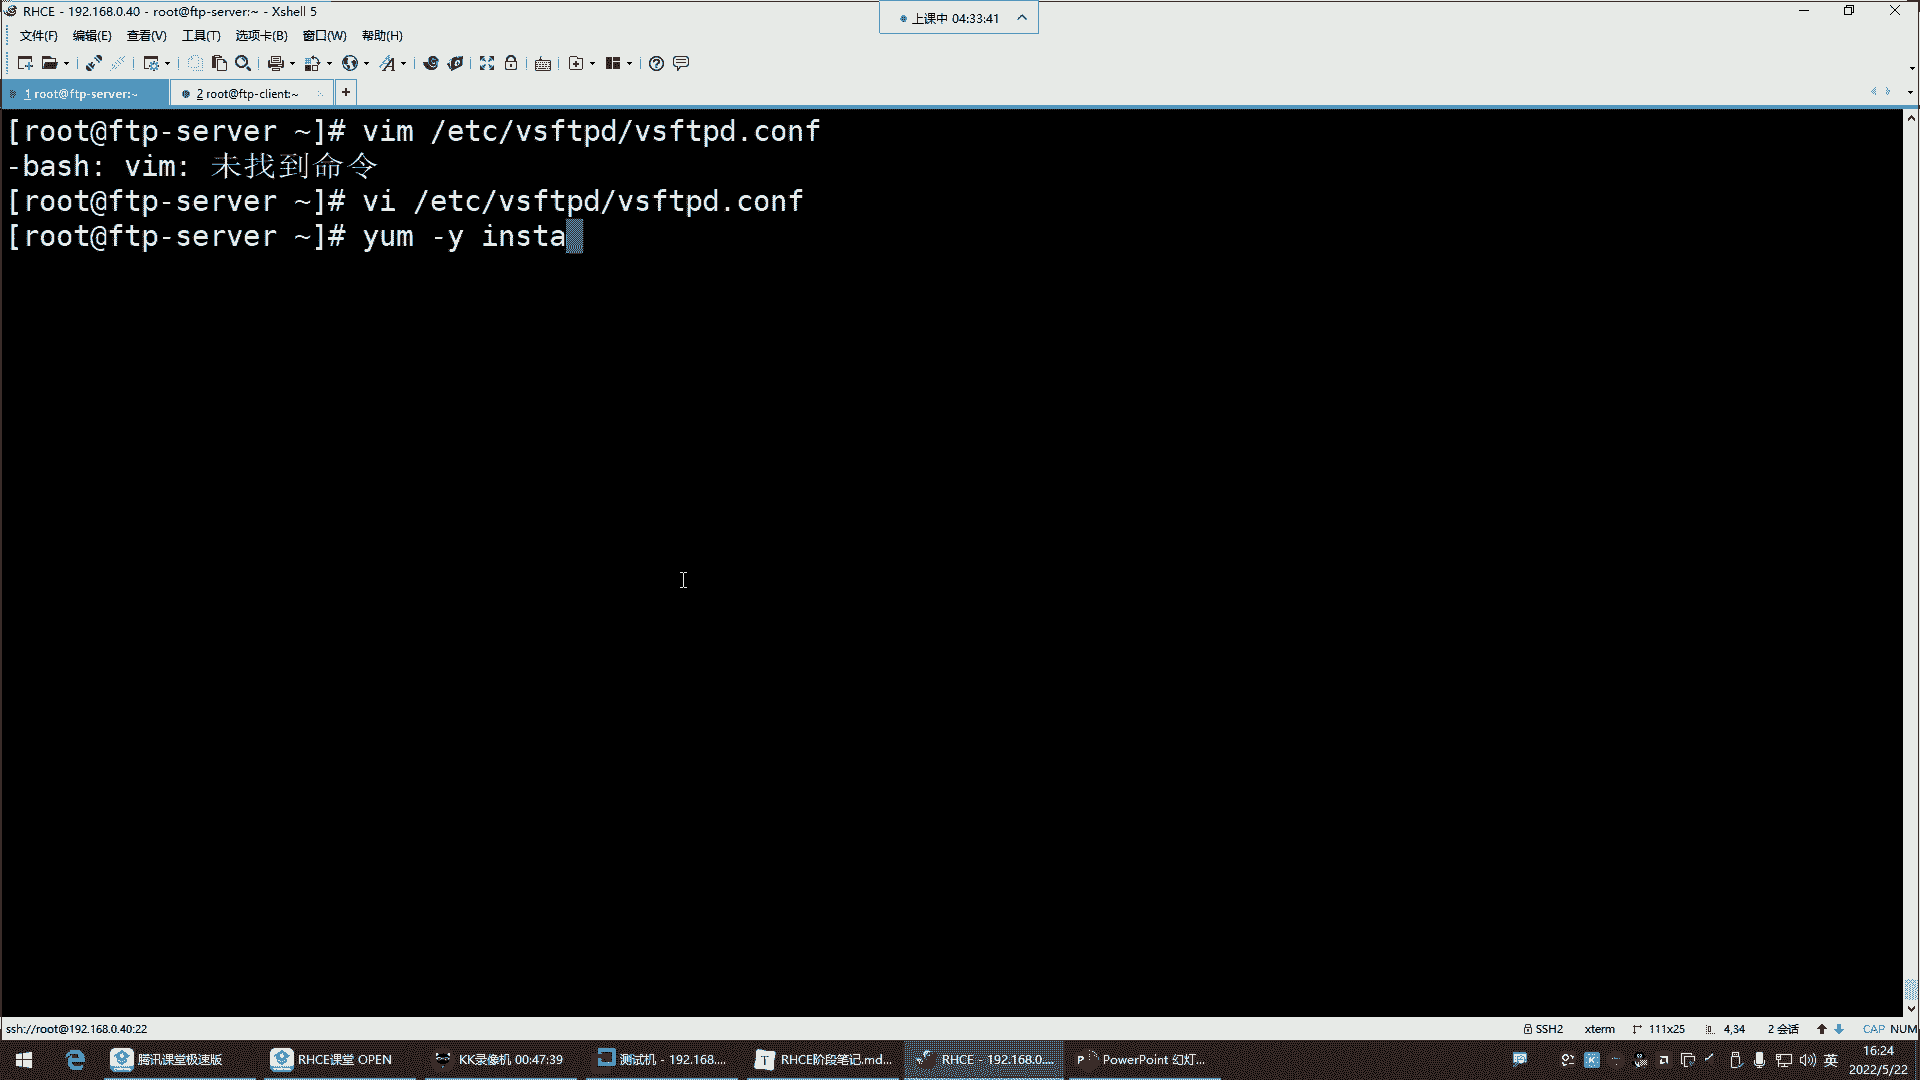 RHCE - 192.168.0.40 - root@ftp-server:~ - Xshell 5
上课中 04:33:41
文件(F) 编辑(E) 查看(V) 工具(T) 选项卡(B) 窗口(W) 帮助(H)
1 root@ftp-server:~ 2 root@ftp-client:~ +
[root@ftp-server ~]# vim /etc/vsftpd/vsftpd.conf
-bash: vim: 未找到命令
[root@ftp-server ~]# vi /etc/vsftpd/vsftpd.conf
[root@ftp-server ~]# yum -y insta
ssh://root@192.168.0.40:22 SSH2 xterm 111x25 4,34 2 会话 CAP NUM
腾讯课堂极速版 RHCE课堂 OPEN KK录像机 00:47:39 测试机 - 192.168.... RHCE阶段笔记.md... RHCE - 192.168.0.... PowerPoint 幻灯... 英 16:24
2022/5/22